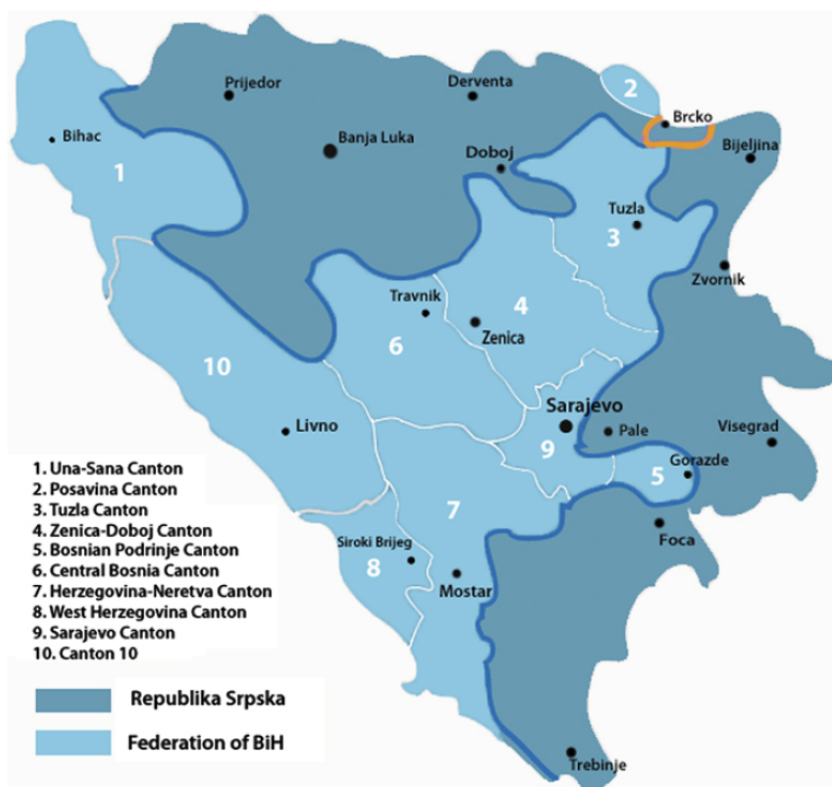 Prijedor
Derventa
2
Brcko
Bihac
Banja Luka
Doboj
Bijeljina
1
Tuzla
3
Zvornik
Travnik
4
Zenica
6
10
Sarajevo
Livno
Pale
Visegrad
9
Gorazde
5
7
Foca
Siroki Brijeg
8
Mostar
Trebinje
1. Una-Sana Canton
2. Posavina Canton
3. Tuzla Canton
4. Zenica-Doboj Canton
5. Bosnian Podrinje Canton
6. Central Bosnia Canton
7. Herzegovina-Neretva Canton
8. West Herzegovina Canton
9. Sarajevo Canton
10. Canton 10
Republika Srpska
Federation of BiH